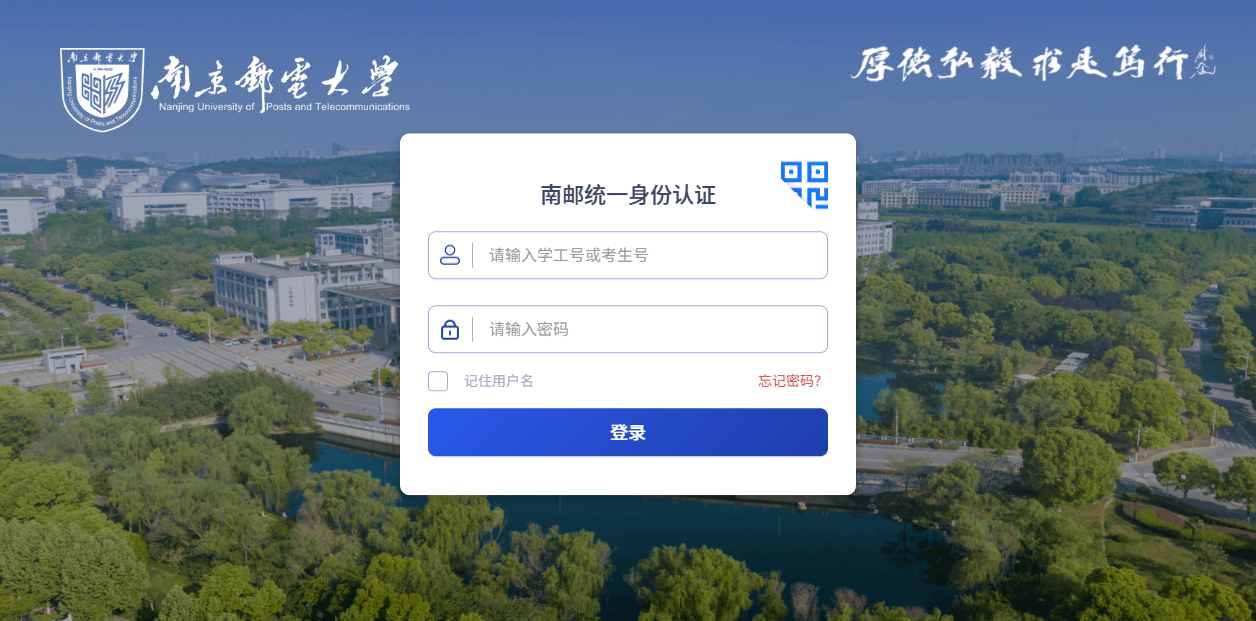 南京郵電大學
Nanjing University of Posts and Telecommunications
厚德弘毅 求是篤行
南邮统一身份认证
请输入学工号或考生号
请输入密码
记住用户名
忘记密码?
登录